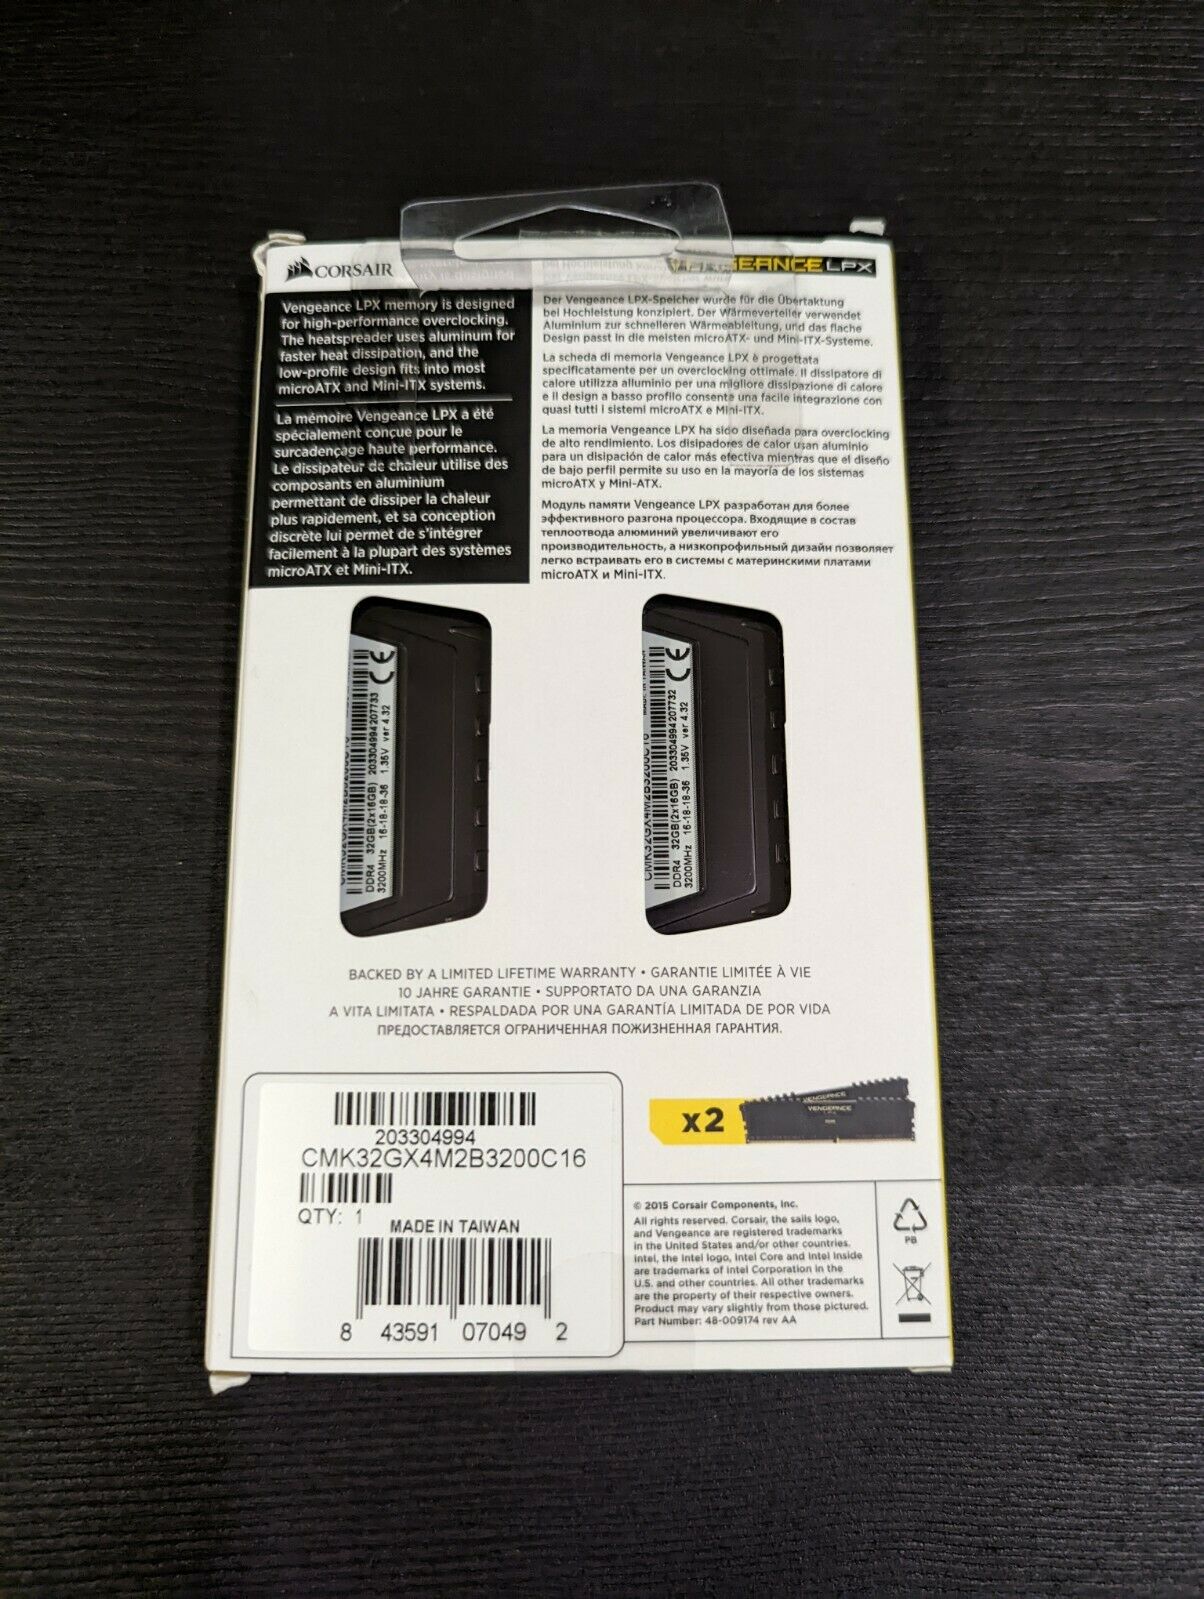 CORSAIR
VENGEANCE LPX
Vengeance LPX memory is designed
for high-performance overclocking.
The heatspreader uses aluminum for
faster heat dissipation, and the
low-profile design fits into most
microATX and Mini-ITX systems.
La mémoire Vengeance LPX a été
spécialement conçue pour le
surcadençage haute performance.
Le dissipateur de chaleur utilise des
composants en aluminium
permettant de dissiper la chaleur
plus rapidement, et sa conception
discrète lui permet de s'intégrer
facilement à la plupart des systèmes
microATX et Mini-ITX.
Der Vengeance LPX-Speicher wurde für die Übertaktung
bei Hochleistung konzipiert. Der Wärmeverteiler verwendet
Aluminium zur schnelleren Wärmeableitung, und das flache
Design passt in die meisten microATX- und Mini-ITX-Systeme.
La scheda di memoria Vengeance LPX è progettata
specificatamente per un overclocking ottimale. Il dissipatore di
calore utilizza alluminio per una migliore dissipazione di calore
e il design a basso profilo consente una facile integrazione con
quasi tutti i sistemi microATX e Mini-ITX.
La memoria Vengeance LPX ha sido diseñada para overclocking
de alto rendimiento. Los disipadores de calor usan aluminio
para un disipación de calor más efectiva mientras que el diseño
de bajo perfil permite su uso en la mayoría de los sistemas
microATX y Mini-ATX.
Модуль памяти Vengeance LPX разработан для более
эффективного разгона процессора. Входящие в состав
теплоотвода алюминий увеличивают его
производительность, а низкопрофильный дизайн позволяет
легко встраивать его в системы с материнскими платами
microATX и Mini-ITX.
DDR4 32GB(2x16GB) 203304994207733
3200MHz 16-18-18-36 1.35V ver 4.32
CE
CMK32GX4M2B3200C16 MADE IN TAIWAN
DDR4 32GB(2x16GB) 203304994207732
3200MHz 16-18-18-36 1.35V ver 4.32
CE
BACKED BY A LIMITED LIFETIME WARRANTY • GARANTIE LIMITÉE À VIE
10 JAHRE GARANTIE • SUPPORTATO DA UNA GARANZIA
A VITA LIMITATA • RESPALDADA POR UNA GARANTÍA LIMITADA DE POR VIDA
ПРЕДОСТАВЛЯЕТСЯ ОГРАНИЧЕННАЯ ПОЖИЗНЕННАЯ ГАРАНТИЯ.
203304994
CMK32GX4M2B3200C16
QTY: 1
MADE IN TAIWAN
8 43591 07049 2
x2
VENGEANCE
VENGEANCE
© 2015 Corsair Components, Inc.
All rights reserved. Corsair, the sails logo,
and Vengeance are registered trademarks
in the United States and/or other countries.
Intel, the Intel logo, Intel Core and Intel Inside
are trademarks of Intel Corporation in the
U.S. and other countries. All other trademarks
are the property of their respective owners.
Product may vary slightly from those pictured.
Part Number: 48-009174 rev AA
PB